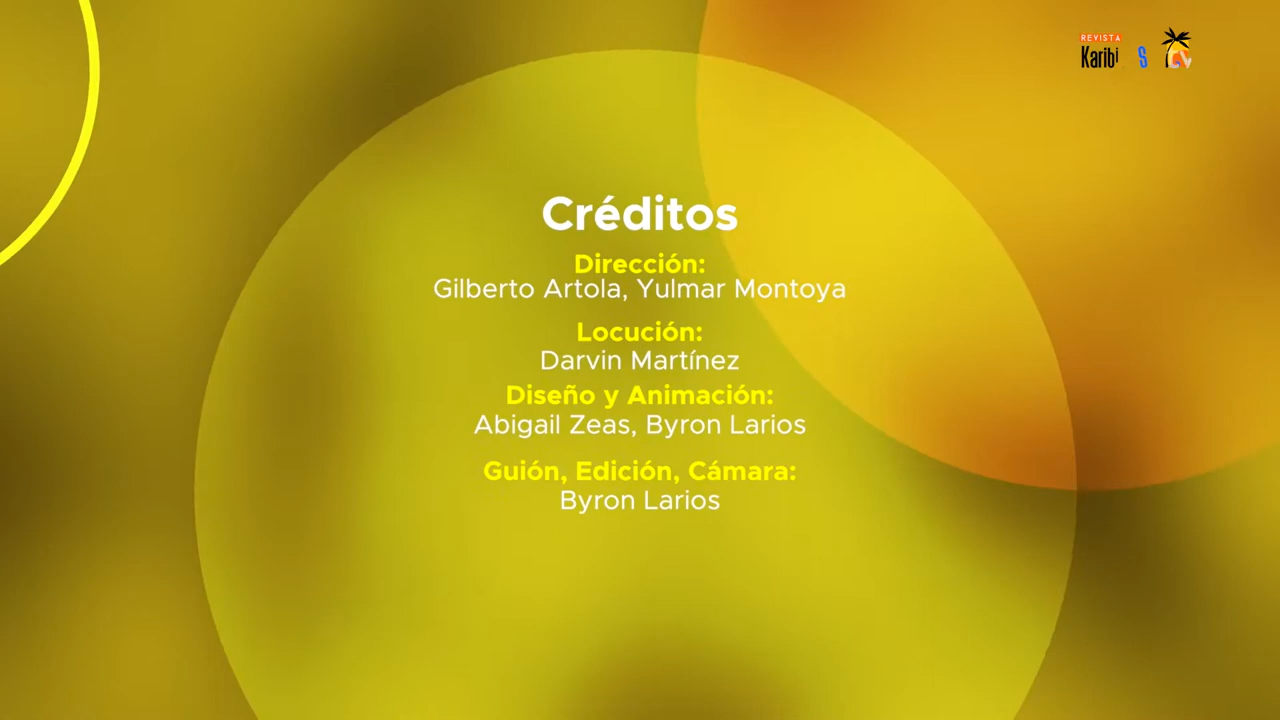 REVISTA
Karibi S
Créditos
Dirección:
Gilberto Artola, Yulmar Montoya
Locución:
Darvin Martínez
Diseño y Animación:
Abigail Zeas, Byron Larios
Guión, Edición, Cámara:
Byron Larios